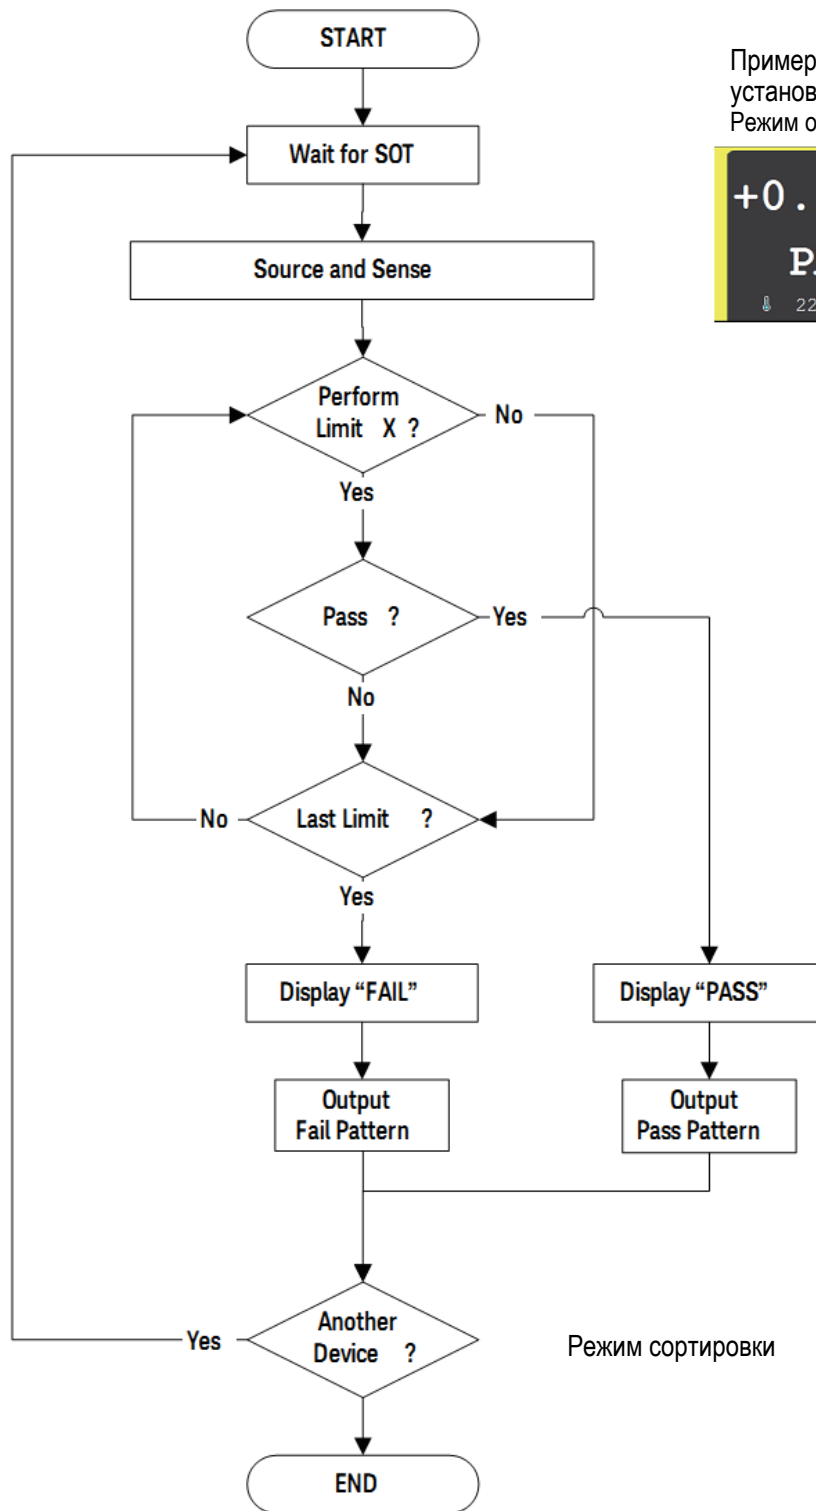 START
Wait for SOT
Source and Sense
Perform
Limit X ?
No
Yes
Pass ?
Yes
No
Last Limit ?
No
Yes
Display “FAIL”
Display “PASS”
Output
Fail Pattern
Output
Pass Pattern
Another
Device ?
Yes
END
Режим сортировки
Пример
установ
Режим о
+0.
22